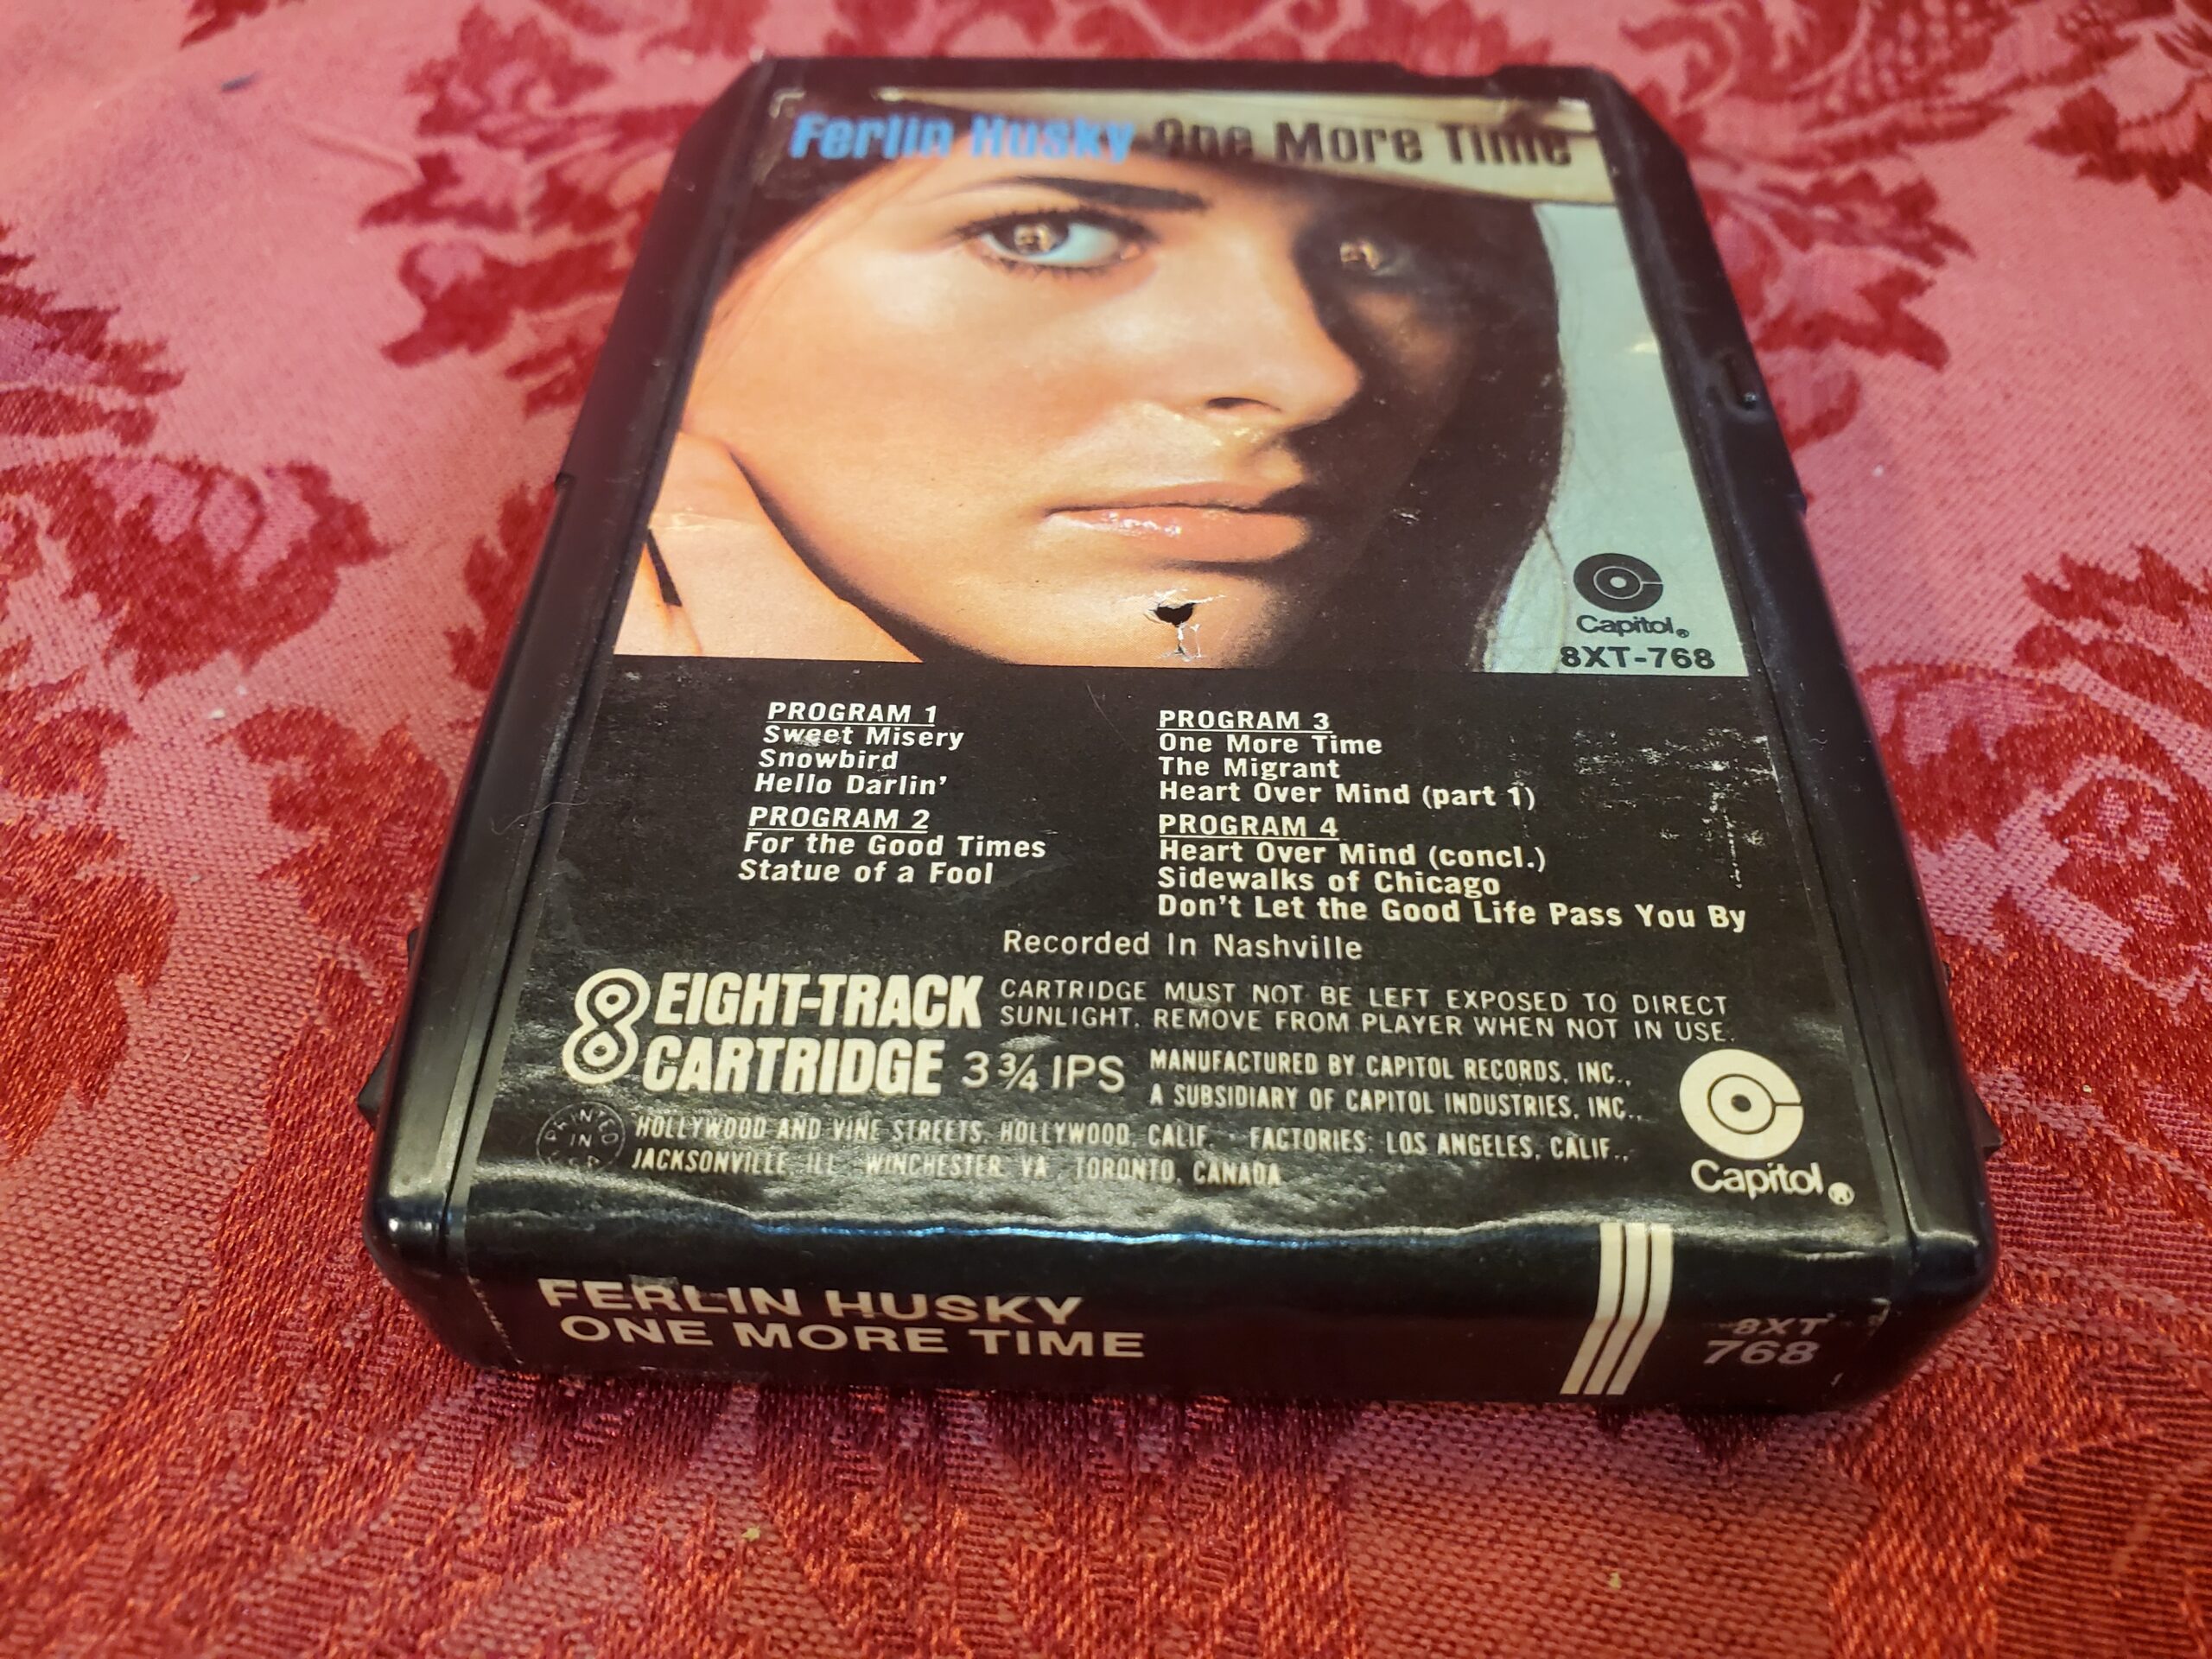 Ferlin Husky One More Time
Capitol®
8XT-768
PROGRAM 1
Sweet Misery
Snowbird
Hello Darlin'
PROGRAM 2
For the Good Times
Statue of a Fool
PROGRAM 3
One More Time
The Migrant
Heart Over Mind (part 1)
PROGRAM 4
Heart Over Mind (concl.)
Sidewalks of Chicago
Don't Let the Good Life Pass You By
Recorded In Nashville
8 EIGHT-TRACK
CARTRIDGE 3 3/4 IPS
CARTRIDGE MUST NOT BE LEFT EXPOSED TO DIRECT
SUNLIGHT. REMOVE FROM PLAYER WHEN NOT IN USE.
MANUFACTURED BY CAPITOL RECORDS, INC.,
A SUBSIDIARY OF CAPITOL INDUSTRIES, INC.,
PRINTED
IN
U.S.A.
HOLLYWOOD AND VINE STREETS, HOLLYWOOD, CALIF. · FACTORIES: LOS ANGELES, CALIF.,
JACKSONVILLE, ILL., WINCHESTER, VA., TORONTO, CANADA
Capitol®
FERLIN HUSKY
ONE MORE TIME
8XT
768